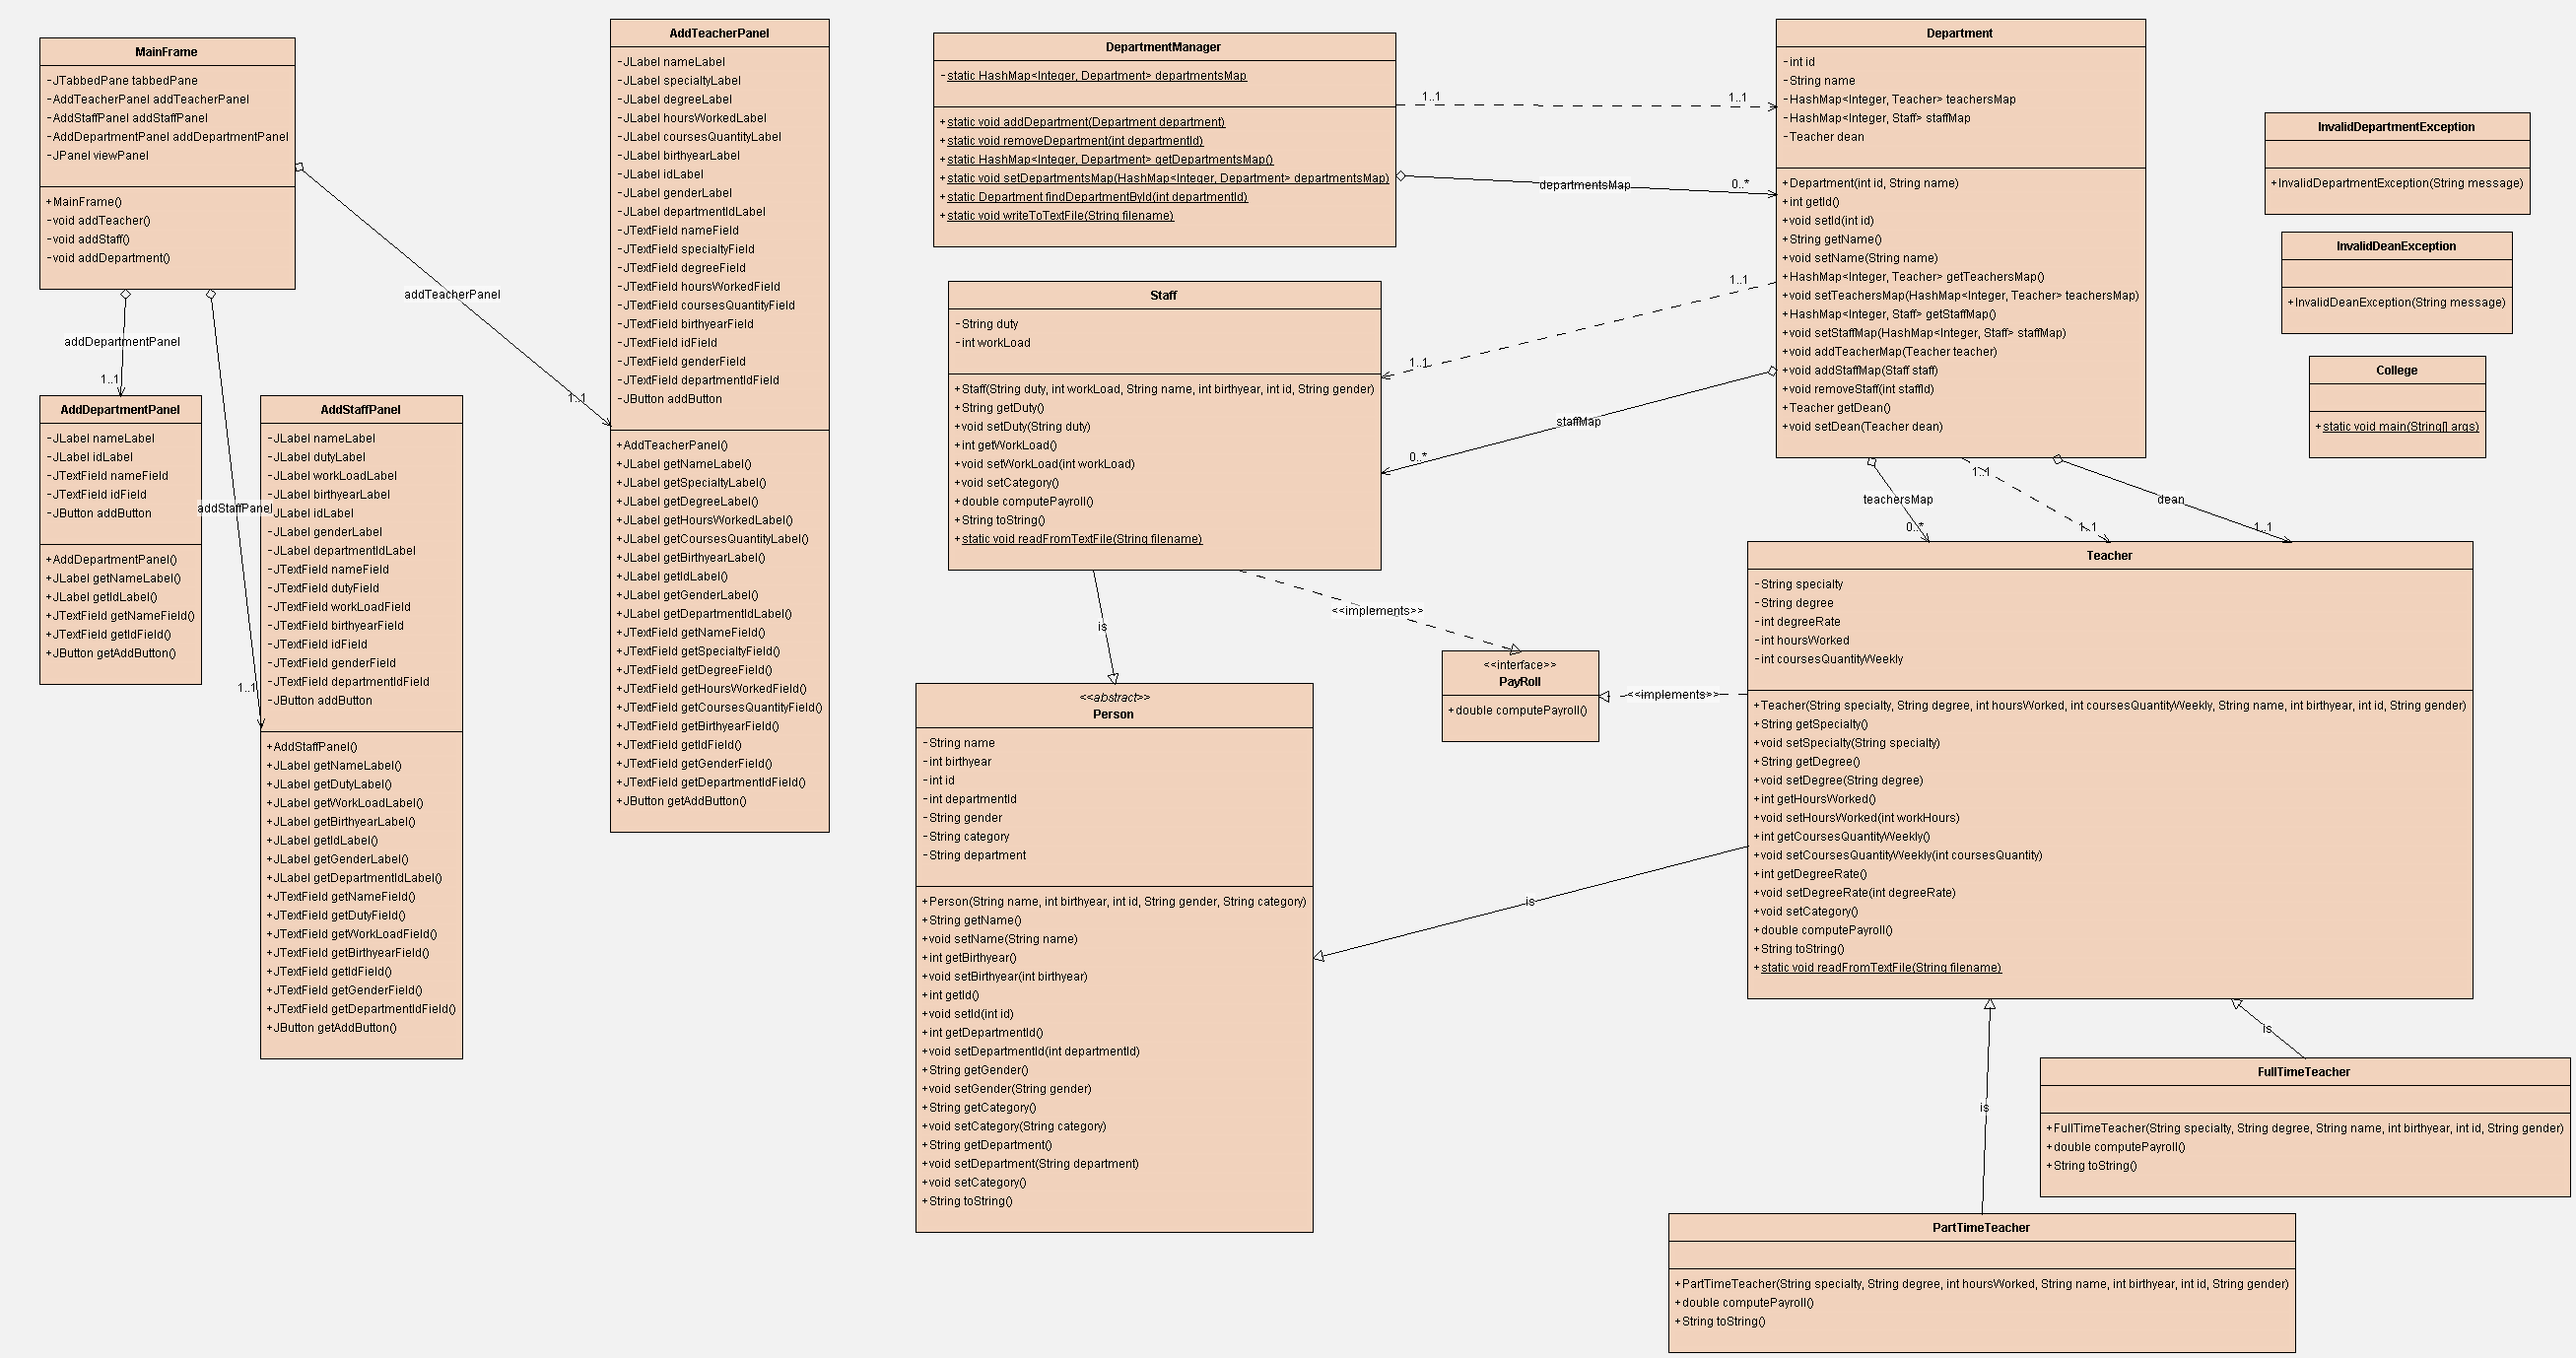 MainFrame
-JTabbedPane tabbedPane
-AddTeacherPanel addTeacherPanel
-AddStaffPanel addStaffPanel
-AddDepartmentPanel addDepartmentPanel
-JPanel viewPanel
+MainFrame()
-void addTeacher()
-void addStaff()
-void addDepartment()
addDepartmentPanel
1..1
addStaffPanel
1..1
addTeacherPanel
1..1
AddDepartmentPanel
-JLabel nameLabel
-JLabel idLabel
-JTextField nameField
-JTextField idField
-JButton addButton
+AddDepartmentPanel()
+JLabel getNameLabel()
+JLabel getIdLabel()
+JTextField getNameField()
+JTextField getIdField()
+JButton getAddButton()
AddStaffPanel
-JLabel nameLabel
-JLabel dutyLabel
-JLabel workLoadLabel
-JLabel birthyearLabel
-JLabel idLabel
-JLabel genderLabel
-JLabel departmentIdLabel
-JTextField nameField
-JTextField dutyField
-JTextField workLoadField
-JTextField birthyearField
-JTextField idField
-JTextField genderField
-JTextField departmentIdField
-JButton addButton
+AddStaffPanel()
+JLabel getNameLabel()
+JLabel getDutyLabel()
+JLabel getWorkLoadLabel()
+JLabel getBirthyearLabel()
+JLabel getIdLabel()
+JLabel getGenderLabel()
+JLabel getDepartmentIdLabel()
+JTextField getNameField()
+JTextField getDutyField()
+JTextField getWorkLoadField()
+JTextField getBirthyearField()
+JTextField getIdField()
+JTextField getGenderField()
+JTextField getDepartmentIdField()
+JButton getAddButton()
AddTeacherPanel
-JLabel nameLabel
-JLabel specialtyLabel
-JLabel degreeLabel
-JLabel hoursWorkedLabel
-JLabel coursesQuantityLabel
-JLabel birthyearLabel
-JLabel idLabel
-JLabel genderLabel
-JLabel departmentIdLabel
-JTextField nameField
-JTextField specialtyField
-JTextField degreeField
-JTextField hoursWorkedField
-JTextField coursesQuantityField
-JTextField birthyearField
-JTextField idField
-JTextField genderField
-JTextField departmentIdField
-JButton addButton
+AddTeacherPanel()
+JLabel getNameLabel()
+JLabel getSpecialtyLabel()
+JLabel getDegreeLabel()
+JLabel getHoursWorkedLabel()
+JLabel getCoursesQuantityLabel()
+JLabel getBirthyearLabel()
+JLabel getIdLabel()
+JLabel getGenderLabel()
+JLabel getDepartmentIdLabel()
+JTextField getNameField()
+JTextField getSpecialtyField()
+JTextField getDegreeField()
+JTextField getHoursWorkedField()
+JTextField getCoursesQuantityField()
+JTextField getBirthyearField()
+JTextField getIdField()
+JTextField getGenderField()
+JTextField getDepartmentIdField()
+JButton getAddButton()
DepartmentManager
-static HashMap<Integer, Department> departmentsMap
+static void addDepartment(Department department)
+static void removeDepartment(int departmentId)
+static HashMap<Integer, Department> getDepartmentsMap()
+static void setDepartmentsMap(HashMap<Integer, Department> departmentsMap)
+static Department findDepartmentById(int departmentId)
+static void writeToTextFile(String filename)
1..1
1..1
departmentsMap
0..*
Department
-int id
-String name
-HashMap<Integer, Teacher> teachersMap
-HashMap<Integer, Staff> staffMap
-Teacher dean
+Department(int id, String name)
+int getId()
+void setId(int id)
+String getName()
+void setName(String name)
+HashMap<Integer, Teacher> getTeachersMap()
+void setTeachersMap(HashMap<Integer, Teacher> teachersMap)
+HashMap<Integer, Staff> getStaffMap()
+void setStaffMap(HashMap<Integer, Staff> staffMap)
+void addTeacherMap(Teacher teacher)
+void addStaffMap(Staff staff)
+void removeStaff(int staffId)
+Teacher getDean()
+void setDean(Teacher dean)
InvalidDepartmentException
+InvalidDepartmentException(String message)
InvalidDeanException
+InvalidDeanException(String message)
College
+static void main(String[] args)
Staff
-String duty
-int workLoad
+Staff(String duty, int workLoad, String name, int birthyear, int id, String gender)
+String getDuty()
+void setDuty(String duty)
+int getWorkLoad()
+void setWorkLoad(int workLoad)
+void setCategory()
+double computePayroll()
+String toString()
+static void readFromTextFile(String filename)
1..1
1..1
staffMap
0..*
teachersMap
0..*
1..1
1..1
dean
1..1
is
<<implements>>
<<interface>>
PayRoll
+double computePayroll()
<<implements>>
<<abstract>>
Person
-String name
-int birthyear
-int id
-int departmentId
-String gender
-String category
-String department
+Person(String name, int birthyear, int id, String gender, String category)
+String getName()
+void setName(String name)
+int getBirthyear()
+void setBirthyear(int birthyear)
+int getId()
+void setId(int id)
+int getDepartmentId()
+void setDepartmentId(int departmentId)
+String getGender()
+void setGender(String gender)
+String getCategory()
+void setCategory(String category)
+String getDepartment()
+void setDepartment(String department)
+void setCategory()
+String toString()
is
Teacher
-String specialty
-String degree
-int degreeRate
-int hoursWorked
-int coursesQuantityWeekly
+Teacher(String specialty, String degree, int hoursWorked, int coursesQuantityWeekly, String name, int birthyear, int id, String gender)
+String getSpecialty()
+void setSpecialty(String specialty)
+String getDegree()
+void setDegree(String degree)
+int getHoursWorked()
+void setHoursWorked(int workHours)
+int getCoursesQuantityWeekly()
+void setCoursesQuantityWeekly(int coursesQuantity)
+int getDegreeRate()
+void setDegreeRate(int degreeRate)
+void setCategory()
+double computePayroll()
+String toString()
+static void readFromTextFile(String filename)
is
is
FullTimeTeacher
+FullTimeTeacher(String specialty, String degree, String name, int birthyear, int id, String gender)
+double computePayroll()
+String toString()
PartTimeTeacher
+PartTimeTeacher(String specialty, String degree, int hoursWorked, String name, int birthyear, int id, String gender)
+double computePayroll()
+String toString()